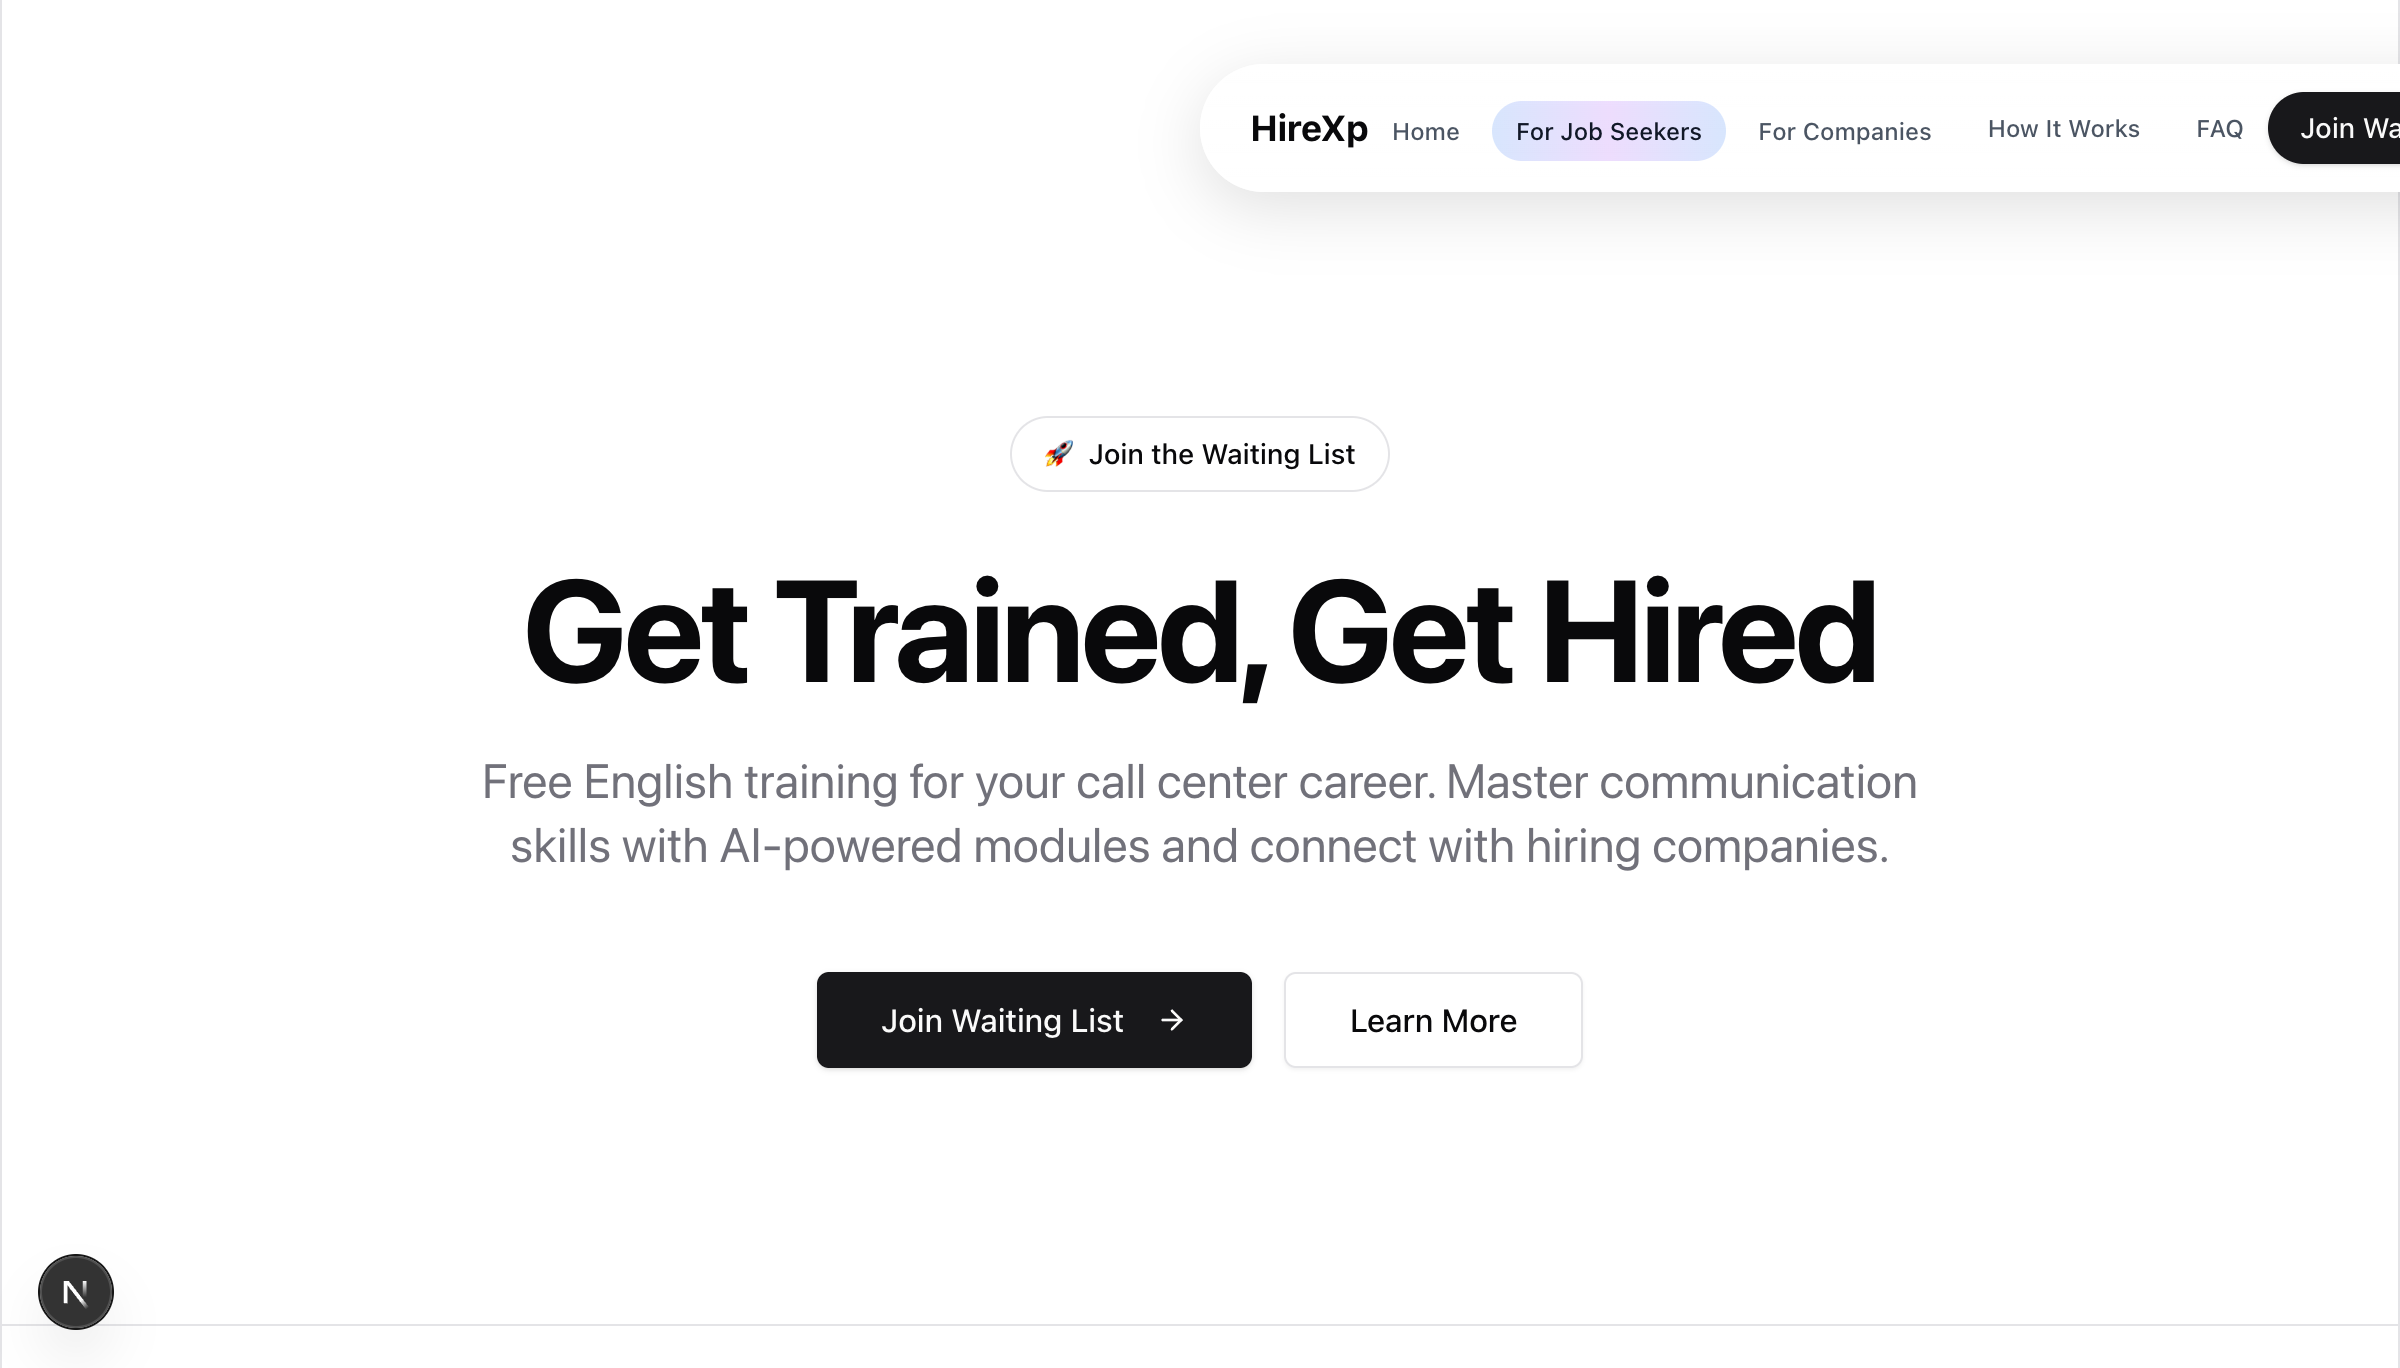 HireXp Home For Job Seekers For Companies How It Works FAQ Join Wa
🚀 Join the Waiting List
Get Trained, Get Hired
Free English training for your call center career. Master communication
skills with AI-powered modules and connect with hiring companies.
Join Waiting List → Learn More
N